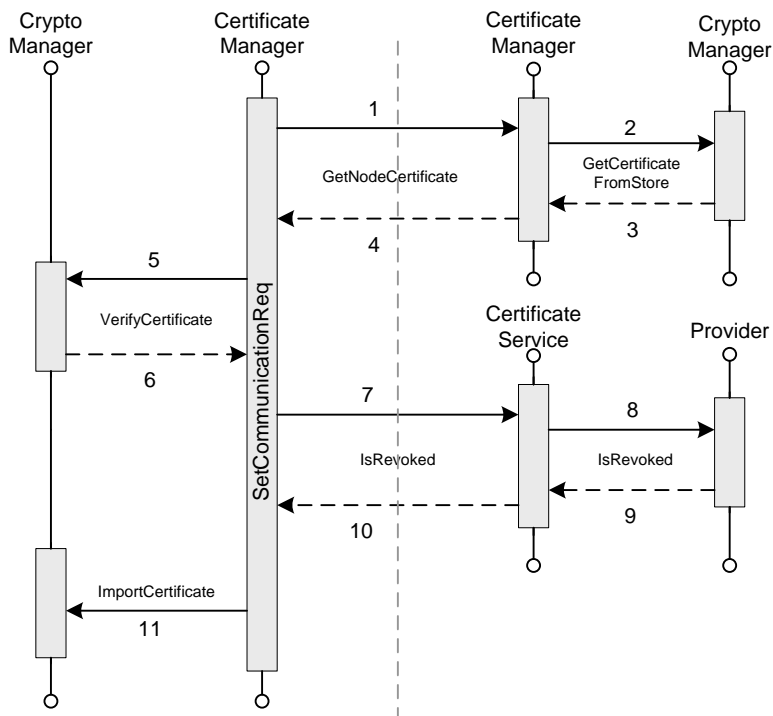 Crypto
Manager
Certificate
Manager
Certificate
Manager
Crypto
Manager
1
2
GetNodeCertificate
GetCertificate
FromStore
3
4
5
VerifyCertificate
6
SetCommunicationReq
Certificate
Service
Provider
7
8
IsRevoked
IsRevoked
9
10
ImportCertificate
11